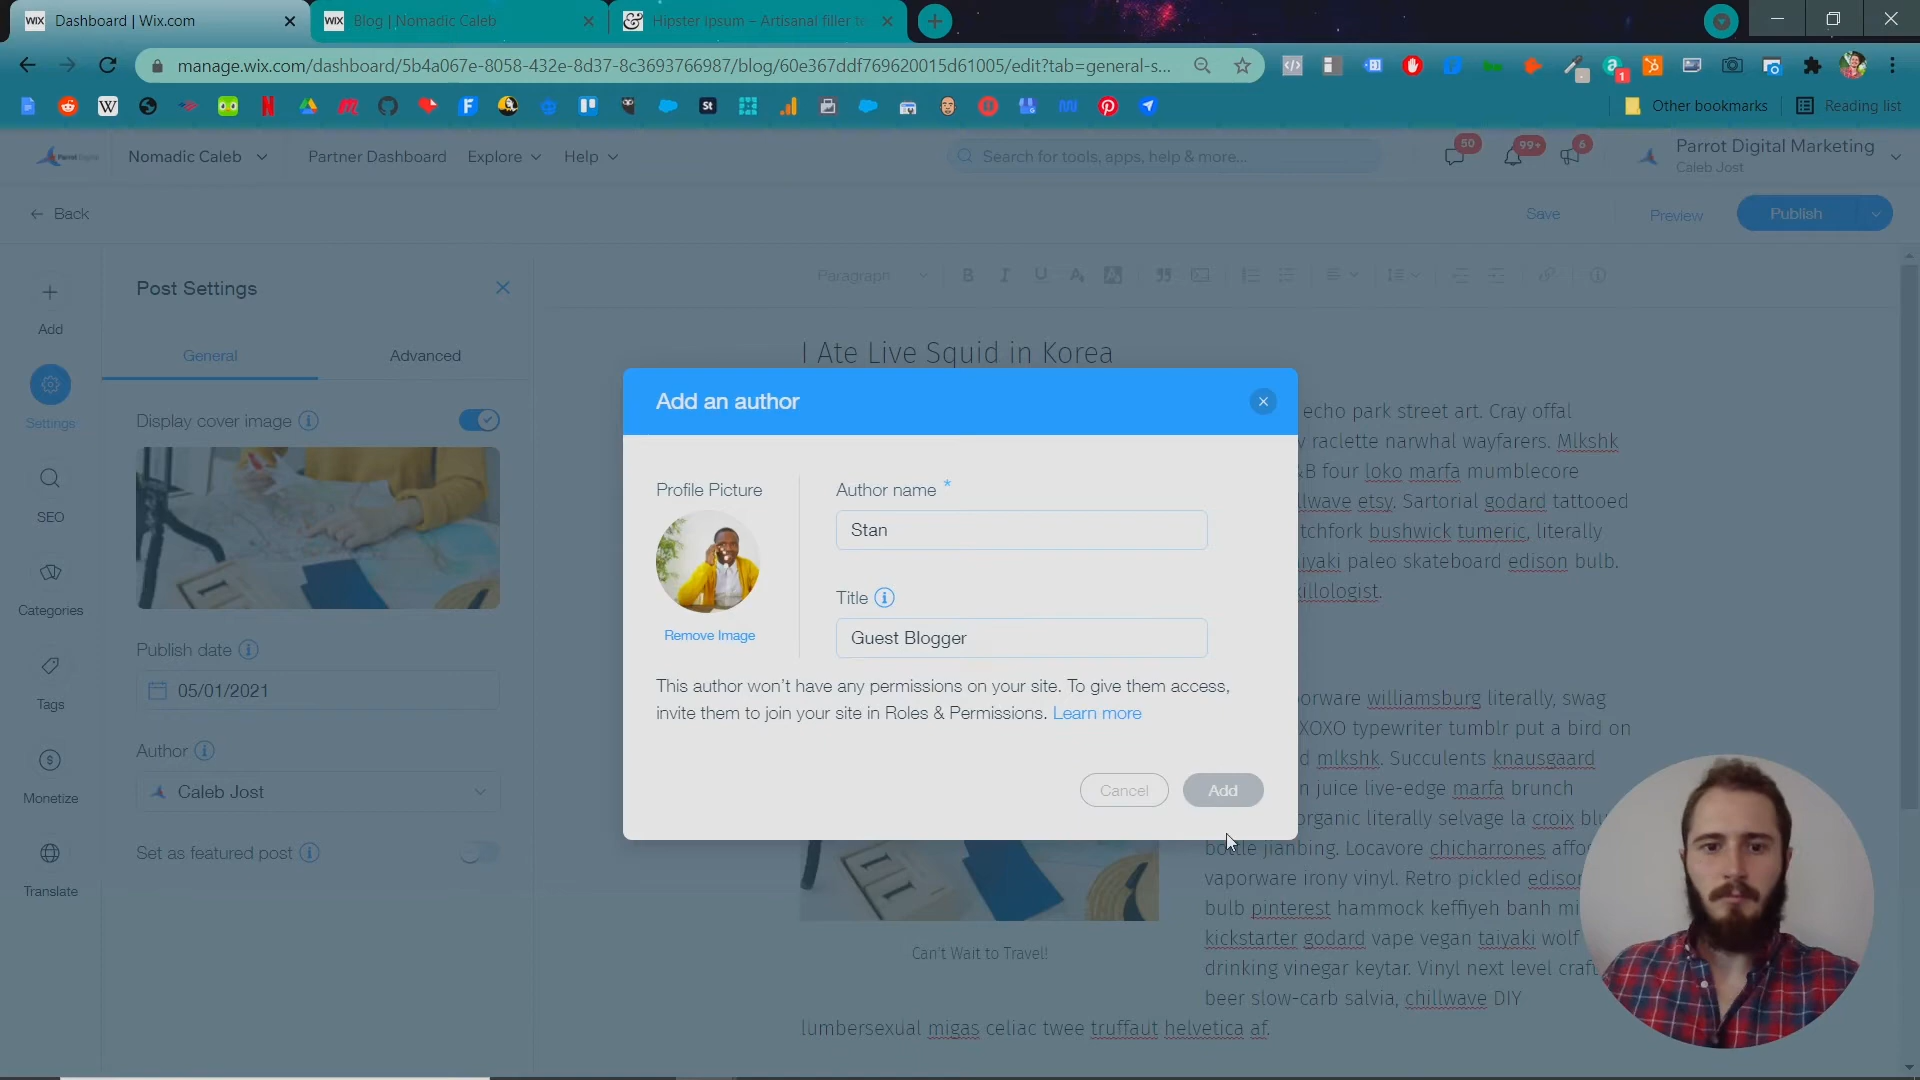 Dashboard | Wix.com
Blog | Nomadic Caleb
Hipster Ipsum – Artisanal filler te
manage.wix.com/dashboard/5b4a067e-8058-432e-8d37-8c3693766987/blog/60e367ddf769620015d61005/edit?tab=general-s...
Other bookmarks
Reading list
Nomadic Caleb
Partner Dashboard
Explore
Help
Search for tools, apps, help & more...
50
99+
6
Parrot Digital Marketing
Caleb Jost
Back
Save
Preview
Publish
Add
Settings
SEO
Categories
Tags
Monetize
Translate
Post Settings
General
Advanced
Display cover image
Publish date
05/01/2021
Author
Caleb Jost
Set as featured post
Paragraph
I Ate Live Squid in Korea
echo park street art. Cray offal
raclette narwhal wayfarers. Mlkshk
&B four loko marfa mumblecore
llwave etsy. Sartorial godard tattooed
tchfork bushwick tumeric, literally
iyaki paleo skateboard edison bulb.
killologist.
Add an author
Profile Picture
Remove Image
Author name *
Stan
Title
Guest Blogger
This author won't have any permissions on your site. To give them access,
invite them to join your site in Roles & Permissions. Learn more
Cancel
Add
orware williamsburg literally, swag
XOXO typewriter tumblr put a bird on
d mlkshk. Succulents knausgaard
n juice live-edge marfa brunch
organic literally selvage la croix blu
bottle jianbing. Locavore chicharrones affo
vaporware irony vinyl. Retro pickled edison
bulb pinterest hammock keffiyeh banh mi
kickstarter godard vape vegan taiyaki wolf
drinking vinegar keytar. Vinyl next level craft
beer slow-carb salvia, chillwave DIY
lumbersexual migas celiac twee truffaut helvetica af.
Can't Wait to Travel!